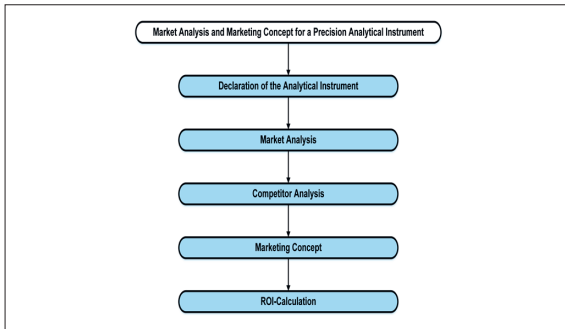 Market Analysis and Marketing Concept for a Precision Analytical Instrument
Declaration of the Analytical Instrument
Market Analysis
Competitor Analysis
Marketing Concept
ROI-Calculation